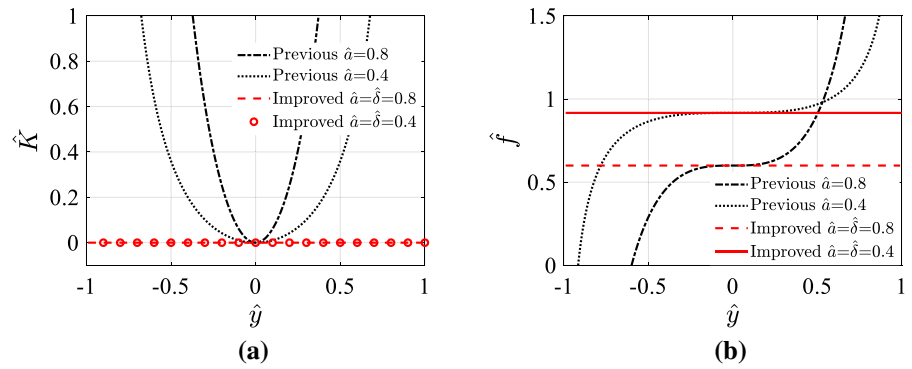 1
0.8
0.6
0.4
0.2
0
K̂
-1 -0.5 0 0.5 1
ŷ
Previous â=0.8
Previous â=0.4
Improved â=δ̂=0.8
Improved â=δ̂=0.4
(a)
1.5
1
0.5
0
f̂
-1 -0.5 0 0.5 1
ŷ
Previous â=0.8
Previous â=0.4
Improved â=δ̂=0.8
Improved â=δ̂=0.4
(b)